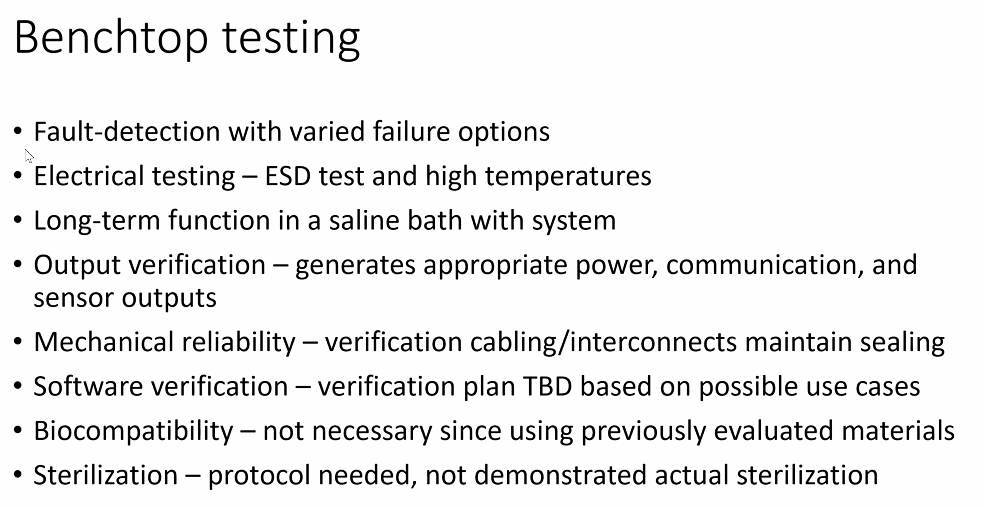 Benchtop testing
• Fault-detection with varied failure options
• Electrical testing – ESD test and high temperatures
• Long-term function in a saline bath with system
• Output verification – generates appropriate power, communication, and
sensor outputs
• Mechanical reliability – verification cabling/interconnects maintain sealing
• Software verification – verification plan TBD based on possible use cases
• Biocompatibility – not necessary since using previously evaluated materials
• Sterilization – protocol needed, not demonstrated actual sterilization